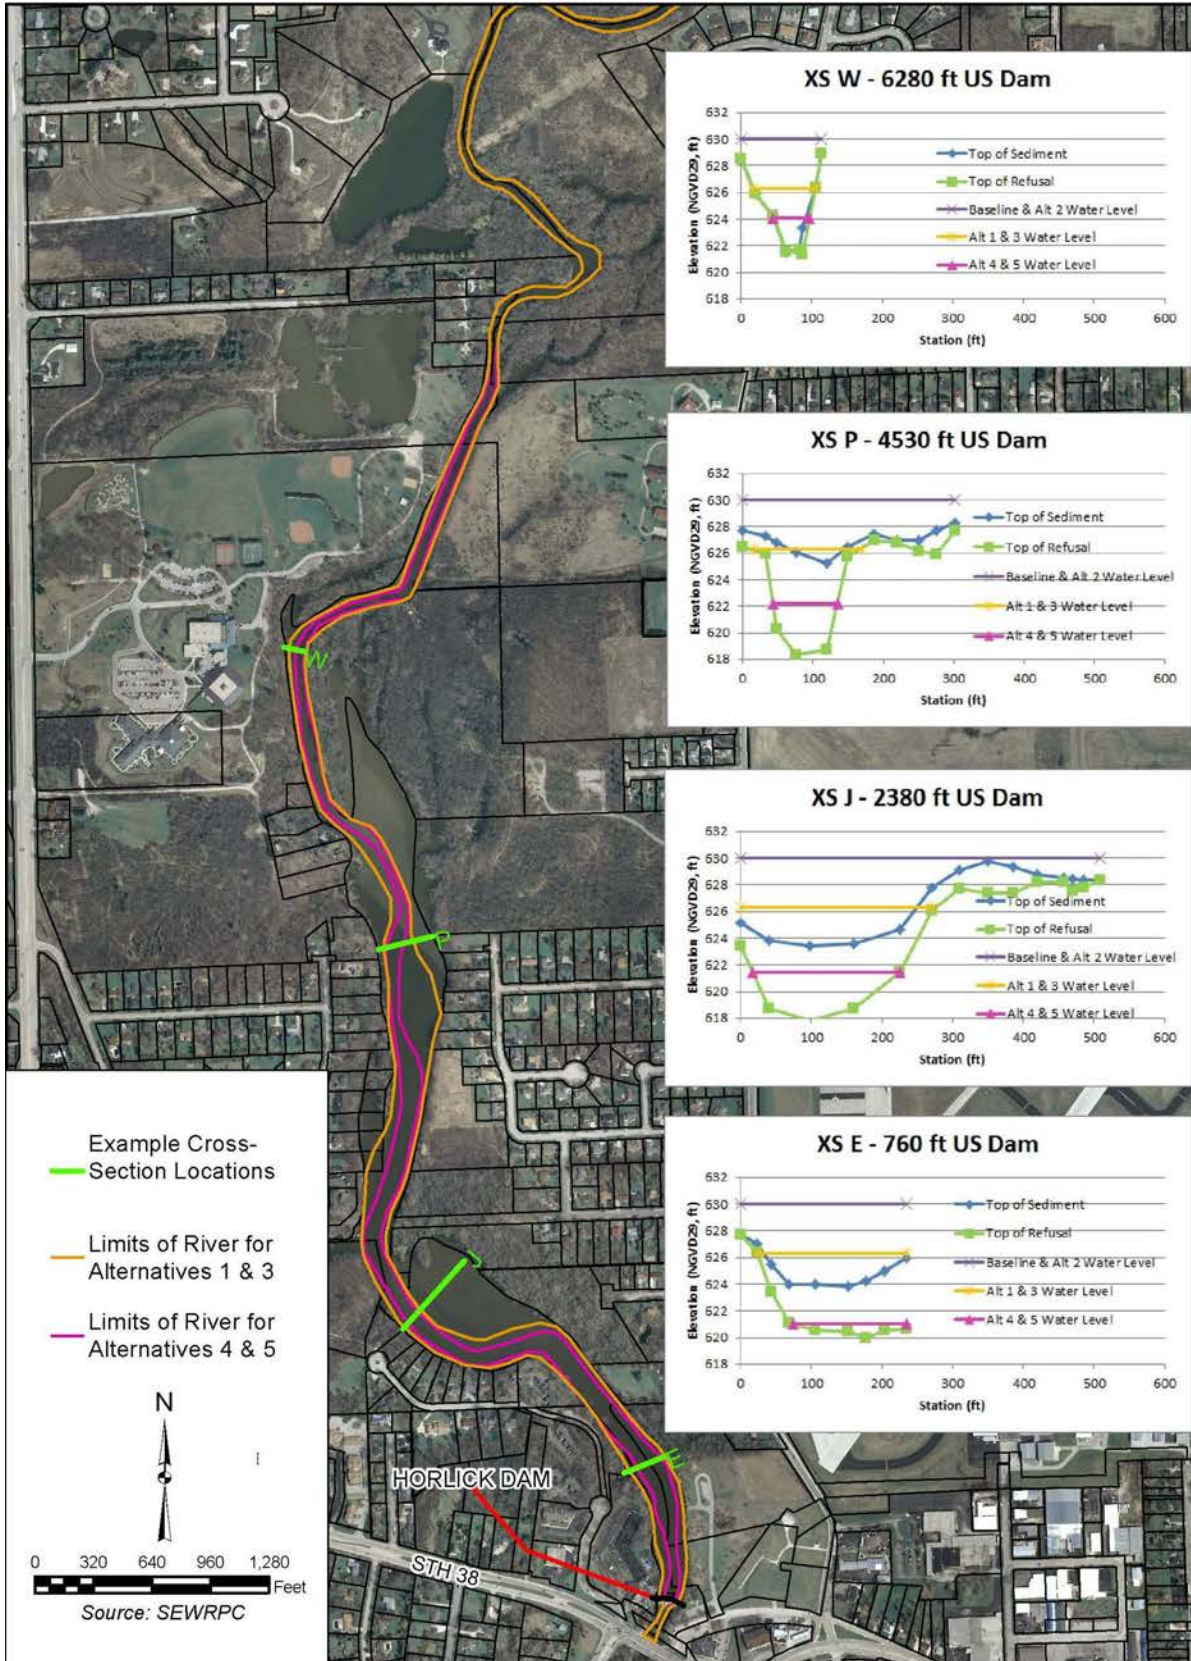 XS W - 6280 ft US Dam
632
630
628
626
624
622
620
618
Elevation (NGVD29, ft)
Top of Sediment
Top of Refusal
Baseline & Alt 2 Water Level
Alt 1 & 3 Water Level
Alt 4 & 5 Water Level
0 100 200 300 400 500 600
Station (ft)
XS P - 4530 ft US Dam
632
630
628
626
624
622
620
618
Elevation (NGVD29, ft)
Top of Sediment
Top of Refusal
Baseline & Alt 2 Water Level
Alt 1 & 3 Water Level
Alt 4 & 5 Water Level
0 100 200 300 400 500 600
Station (ft)
XS J - 2380 ft US Dam
632
630
628
626
624
622
620
618
Elevation (NGVD29, ft)
Top of Sediment
Top of Refusal
Baseline & Alt 2 Water Level
Alt 1 & 3 Water Level
Alt 4 & 5 Water Level
0 100 200 300 400 500 600
Station (ft)
XS E - 760 ft US Dam
632
630
628
626
624
622
620
618
Elevation (NGVD29, ft)
Top of Sediment
Top of Refusal
Baseline & Alt 2 Water Level
Alt 1 & 3 Water Level
Alt 4 & 5 Water Level
0 100 200 300 400 500 600
Station (ft)
W
P
J
E
HORLICK DAM
STH 38
Example Cross-
Section Locations
Limits of River for
Alternatives 1 & 3
Limits of River for
Alternatives 4 & 5
N
0 320 640 960 1,280
Feet
Source: SEWRPC